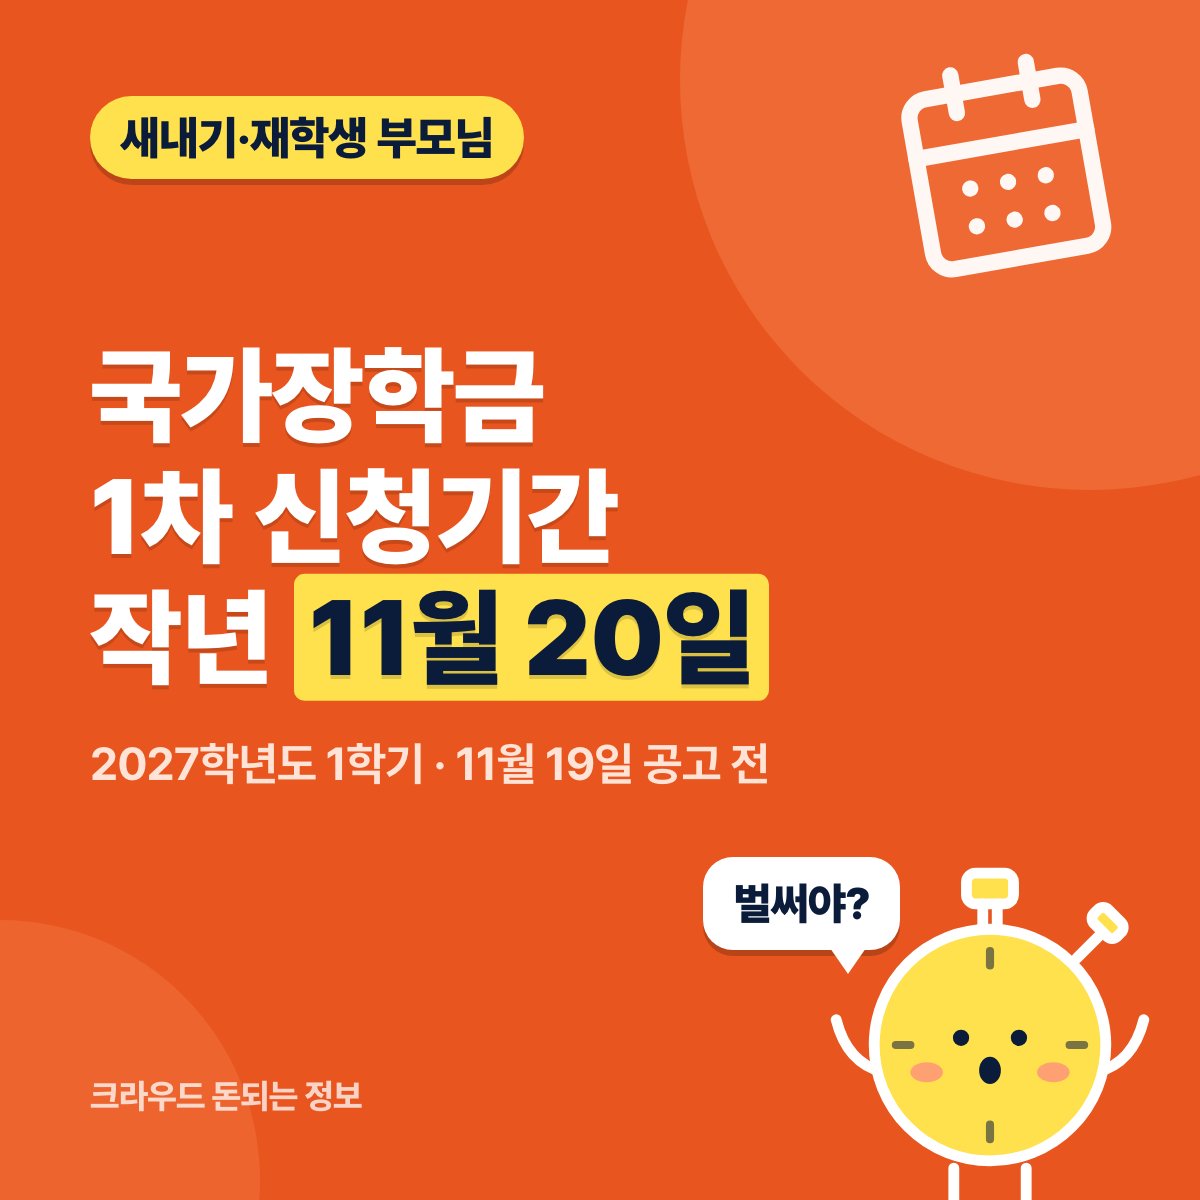 새내기·재학생 부모님
국가장학금
1차 신청기간
작년 11월 20일
2027학년도 1학기 · 11월 19일 공고 전
벌써야?
크라우드 돈되는 정보